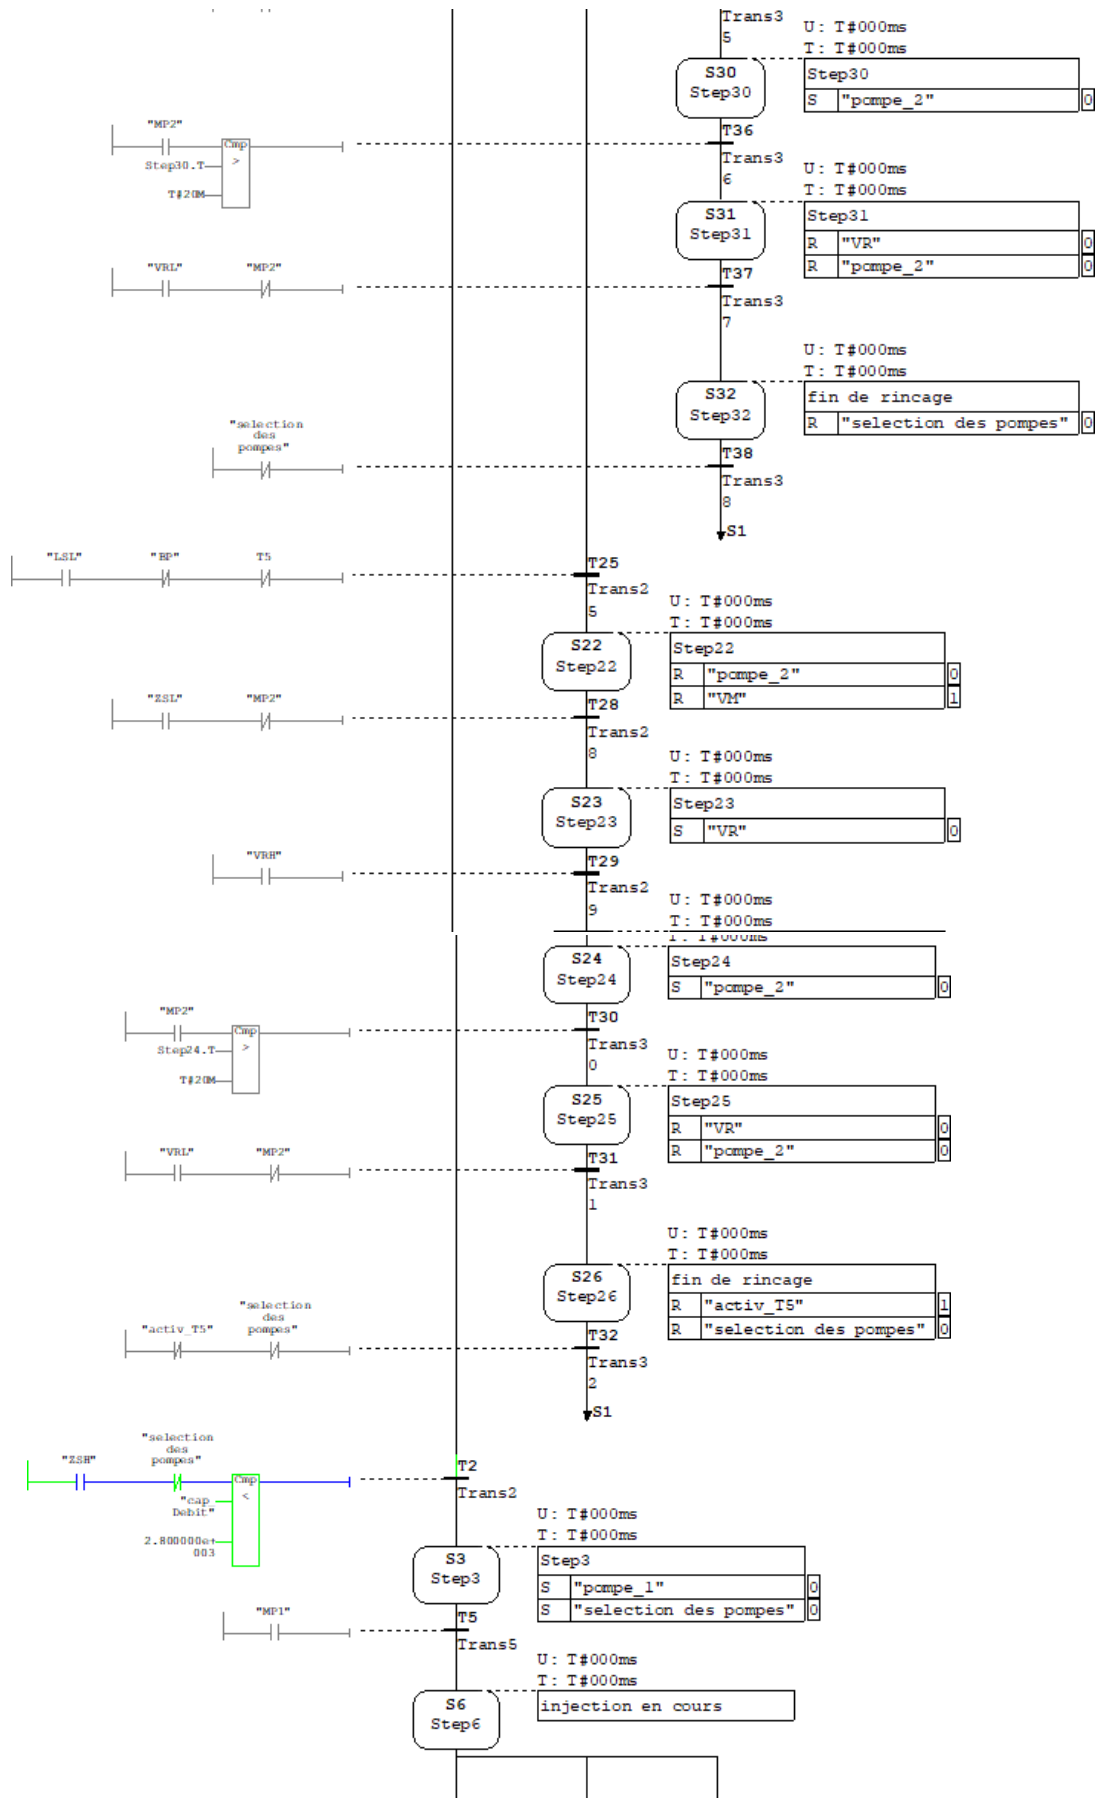 Trans3
5
U: T#000ms
T: T#000ms
S30
Step30
Step30
S "pompe_2" 0
"MP2"
Cmp
>
Step30.T
T#20M
T36
Trans3
6
U: T#000ms
T: T#000ms
S31
Step31
Step31
R "VR" 0
R "pompe_2" 0
"VRL" "MP2"
T37
Trans3
7
U: T#000ms
T: T#000ms
S32
Step32
fin de rincage
R "selection des pompes" 0
"selection
des
pompes"
T38
Trans3
8
S1
"LSL" "BP" T5
T25
Trans2
5
U: T#000ms
T: T#000ms
S22
Step22
Step22
R "pompe_2" 0
R "VM" 1
"ZSL" "MP2"
T28
Trans2
8
U: T#000ms
T: T#000ms
S23
Step23
Step23
S "VR" 0
"VRH"
T29
Trans2
9
U: T#000ms
T: T#000ms
T: T#000ms
S24
Step24
Step24
S "pompe_2" 0
"MP2"
Cmp
>
Step24.T
T#20M
T30
Trans3
0
U: T#000ms
T: T#000ms
S25
Step25
Step25
R "VR" 0
R "pompe_2" 0
"VRL" "MP2"
T31
Trans3
1
U: T#000ms
T: T#000ms
S26
Step26
fin de rincage
R "activ_T5" 1
R "selection des pompes" 0
"activ_T5"
"selection
des
pompes"
T32
Trans3
2
S1
"ZSH"
"selection
des
pompes"
Cmp
<
"cap_
Debit"
2.800000e+
003
T2
Trans2
U: T#000ms
T: T#000ms
S3
Step3
Step3
S "pompe_1" 0
S "selection des pompes" 0
"MP1"
T5
Trans5
U: T#000ms
T: T#000ms
S6
Step6
injection en cours